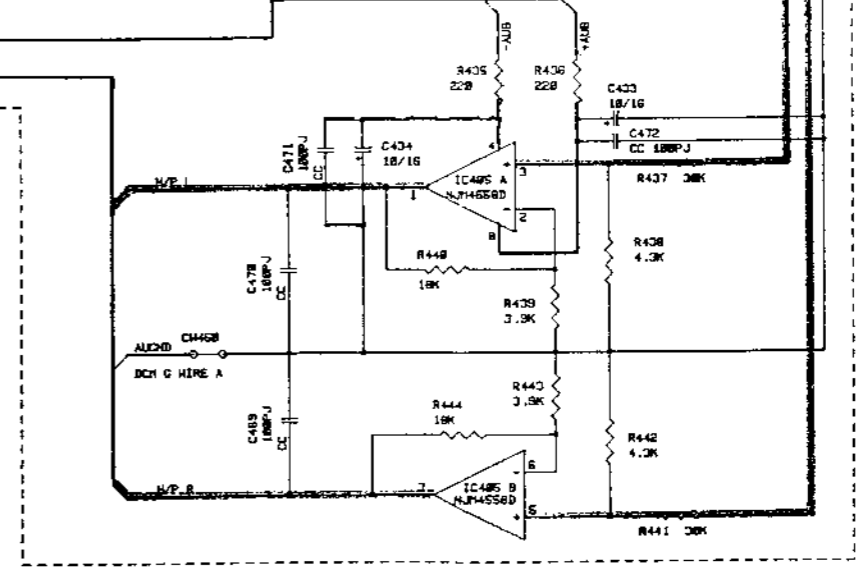 -AUB
+AUB
R435
220
R436
220
C433
10/16
C472
CC 100PJ
C471
100PJ
CC
C434
10/16
4
IC405 A
NJM4558D
3
1
2
8
H/P L
R437 30K
R438
4.3K
R440
18K
C470
100PJ
CC
R439
3.9K
AUGND
CW460
DCM G WIRE A
R443
3.9K
R444
18K
C469
100PJ
CC
R442
4.3K
6
IC405 B
NJM4558D
7
5
H/P R
R441 30K